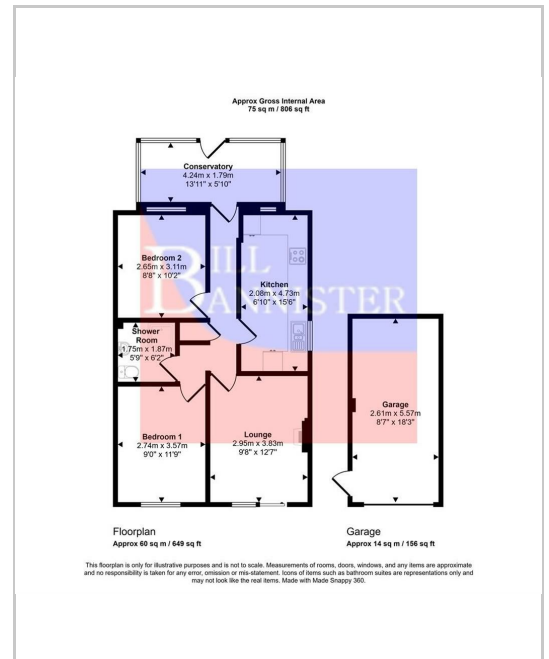 Approx Gross Internal Area
75 sq m / 806 sq ft
Conservatory
4.24m x 1.79m
13'11" x 5'10"
Bedroom 2
2.65m x 3.11m
8'8" x 10'2"
Kitchen
2.08m x 4.73m
6'10" x 15'6"
BILL
BANNISTER
Shower
Room
1.75m x 1.87m
5'9" x 6'2"
Garage
2.61m x 5.57m
8'7" x 18'3"
Bedroom 1
2.74m x 3.57m
9'0" x 11'9"
Lounge
2.95m x 3.83m
9'8" x 12'7"
Floorplan
Approx 60 sq m / 649 sq ft
Garage
Approx 14 sq m / 156 sq ft
This floorplan is only for illustrative purposes and is not to scale. Measurements of rooms, doors, windows, and any items are approximate
and no responsibility is taken for any error, omission or mis-statement. Icons of items such as bathroom suites are representations only and
may not look like the real items. Made with Made Snappy 360.